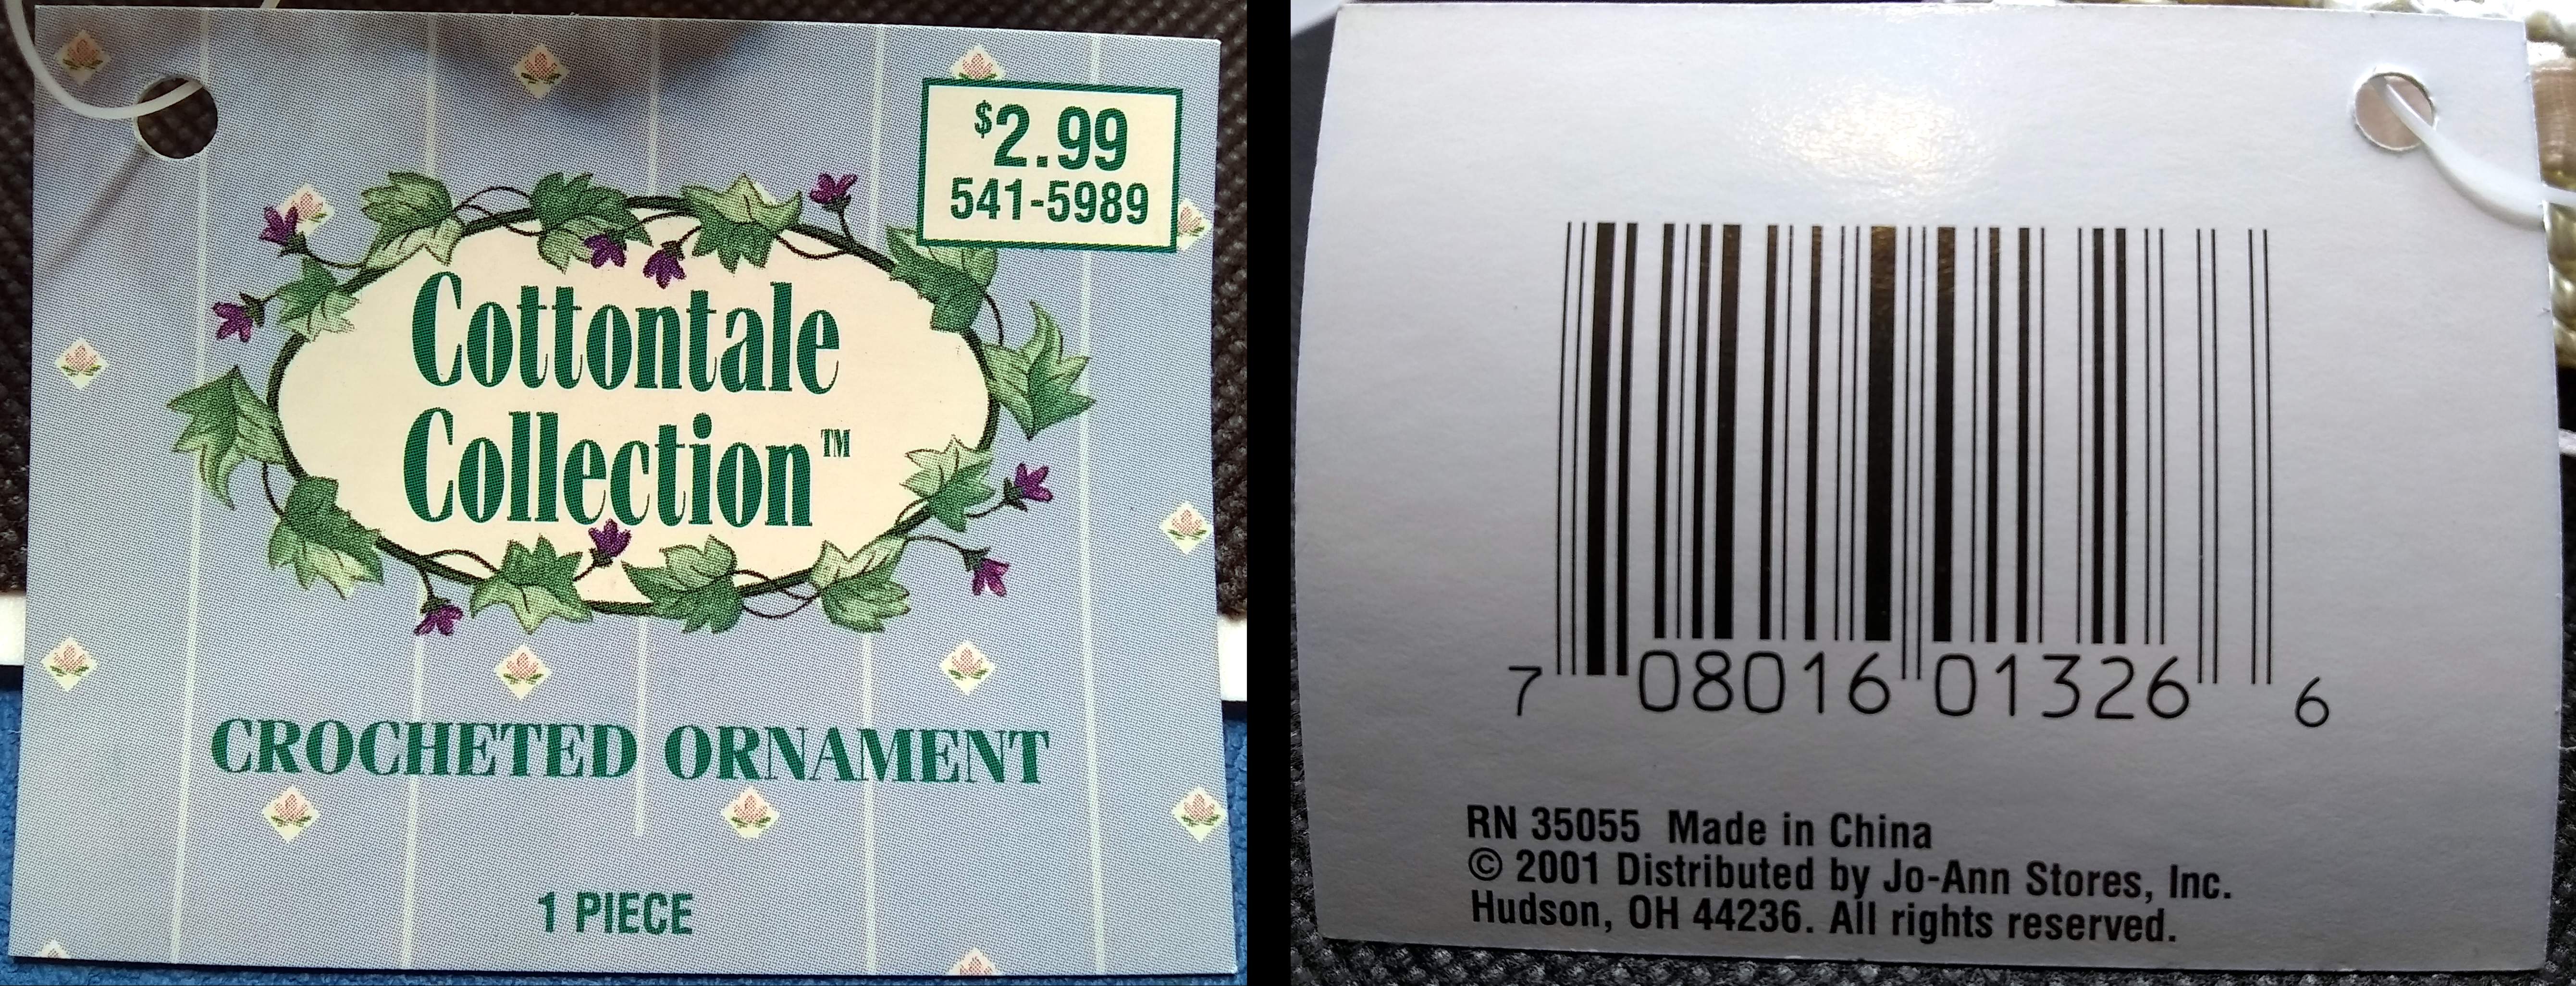 $2.99
541-5989
Cottontale
Collection™
CROCHETED ORNAMENT
1 PIECE
7 08016 01326 6
RN 35055 Made in China
© 2001 Distributed by Jo-Ann Stores, Inc.
Hudson, OH 44236. All rights reserved.